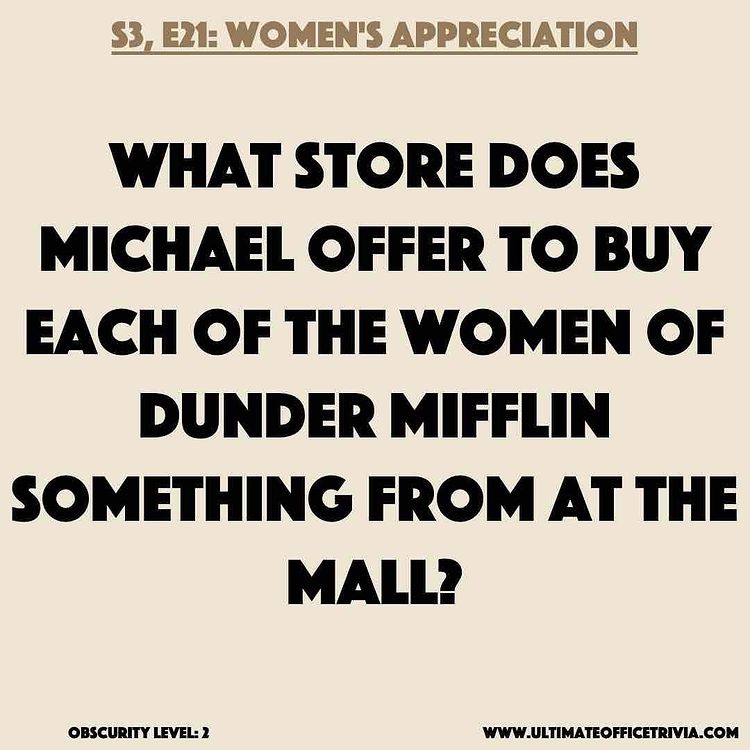 S3, E21: WOMEN'S APPRECIATION
WHAT STORE DOES
MICHAEL OFFER TO BUY
EACH OF THE WOMEN OF
DUNDER MIFFLIN
SOMETHING FROM AT THE
MALL?
OBSCURITY LEVEL: 2
WWW.ULTIMATEOFFICETRIVIA.COM